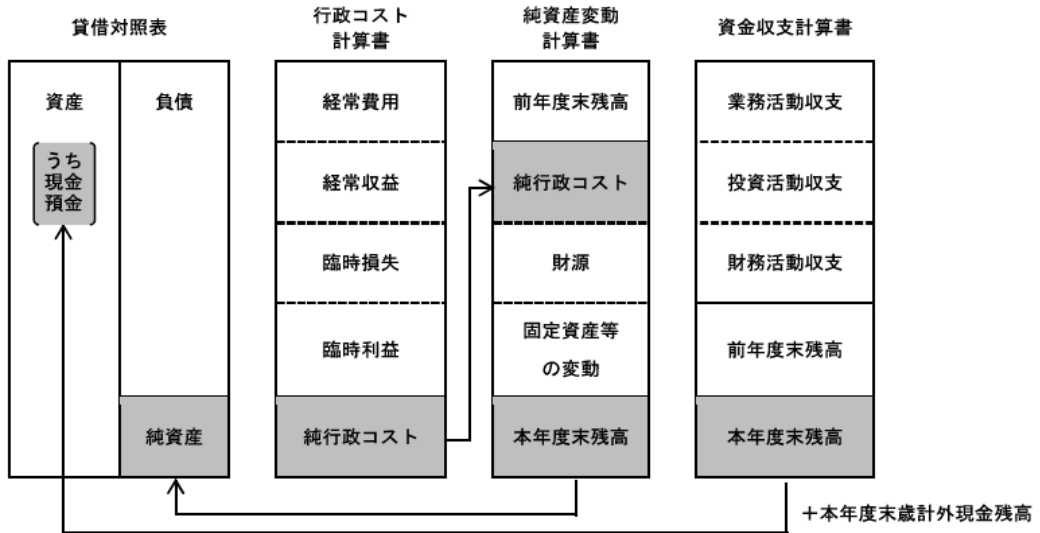 貸借対照表
資産
うち
現金
預金
負債
純資産
行政コスト
計算書
経常費用
経常収益
臨時損失
臨時利益
純行政コスト
純資産変動
計算書
前年度末残高
純行政コスト
財源
固定資産等
の変動
本年度末残高
資金収支計算書
業務活動収支
投資活動収支
財務活動収支
前年度末残高
本年度末残高
＋本年度末歳計外現金残高